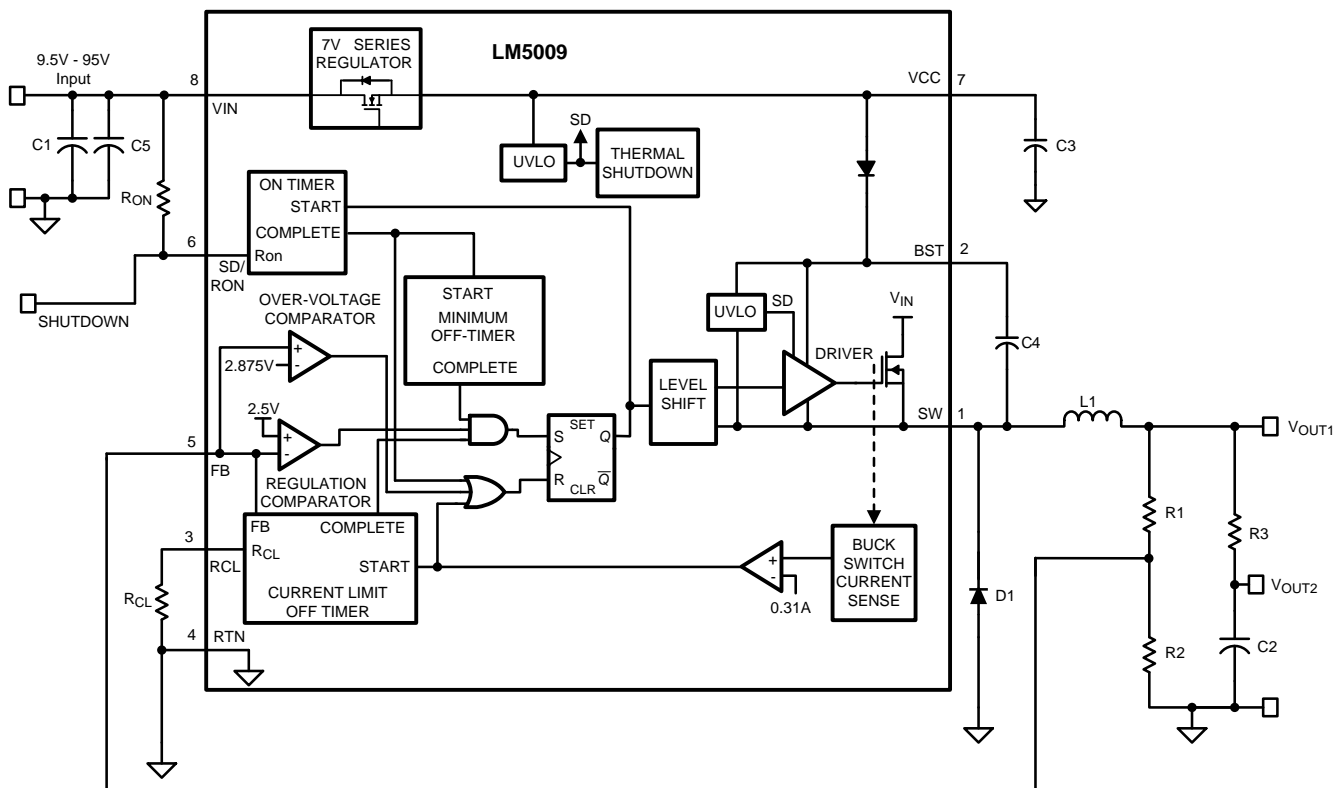 LM5009
9.5V - 95V
Input
8
VIN
7V SERIES
REGULATOR
VCC
7
C1
C5
RON
C3
UVLO
SD
THERMAL
SHUTDOWN
ON TIMER
START
COMPLETE
Ron
6
SD/
RON
SHUTDOWN
BST
2
OVER-VOLTAGE
COMPARATOR
+
-
2.875V
START
MINIMUM
OFF-TIMER
COMPLETE
UVLO
SD
VIN
DRIVER
C4
LEVEL
SHIFT
SW
1
L1
VOUT1
2.5V
+
-
5
FB
REGULATION
COMPARATOR
S
SET
Q
R
CLR
Q
FB
COMPLETE
RCL
START
CURRENT LIMIT
OFF TIMER
3
RCL
RCL
4
RTN
+
-
0.31A
BUCK
SWITCH
CURRENT
SENSE
D1
R1
R3
VOUT2
R2
C2